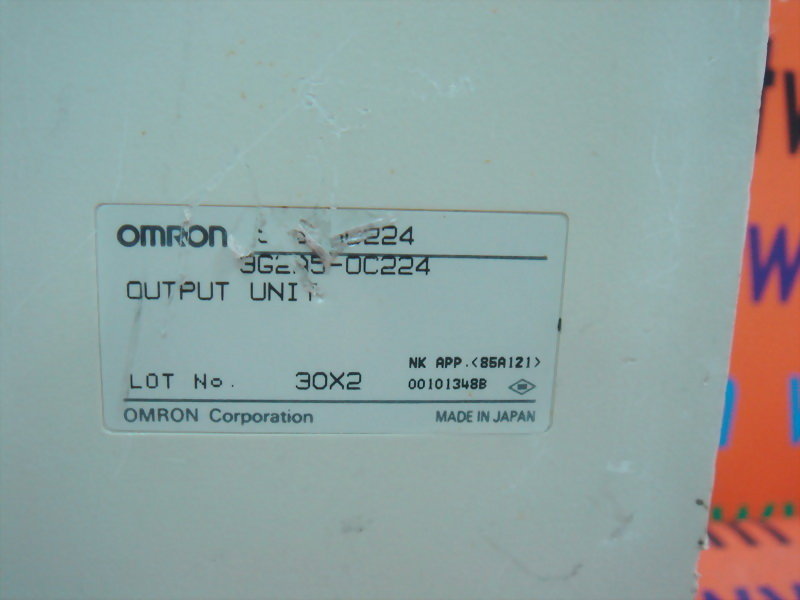 OMRON
3G2A5-OC224
OUTPUT UNIT
NK APP.<85A121>
LOT No. 30X2
00101348B
OMRON Corporation MADE IN JAPAN
W